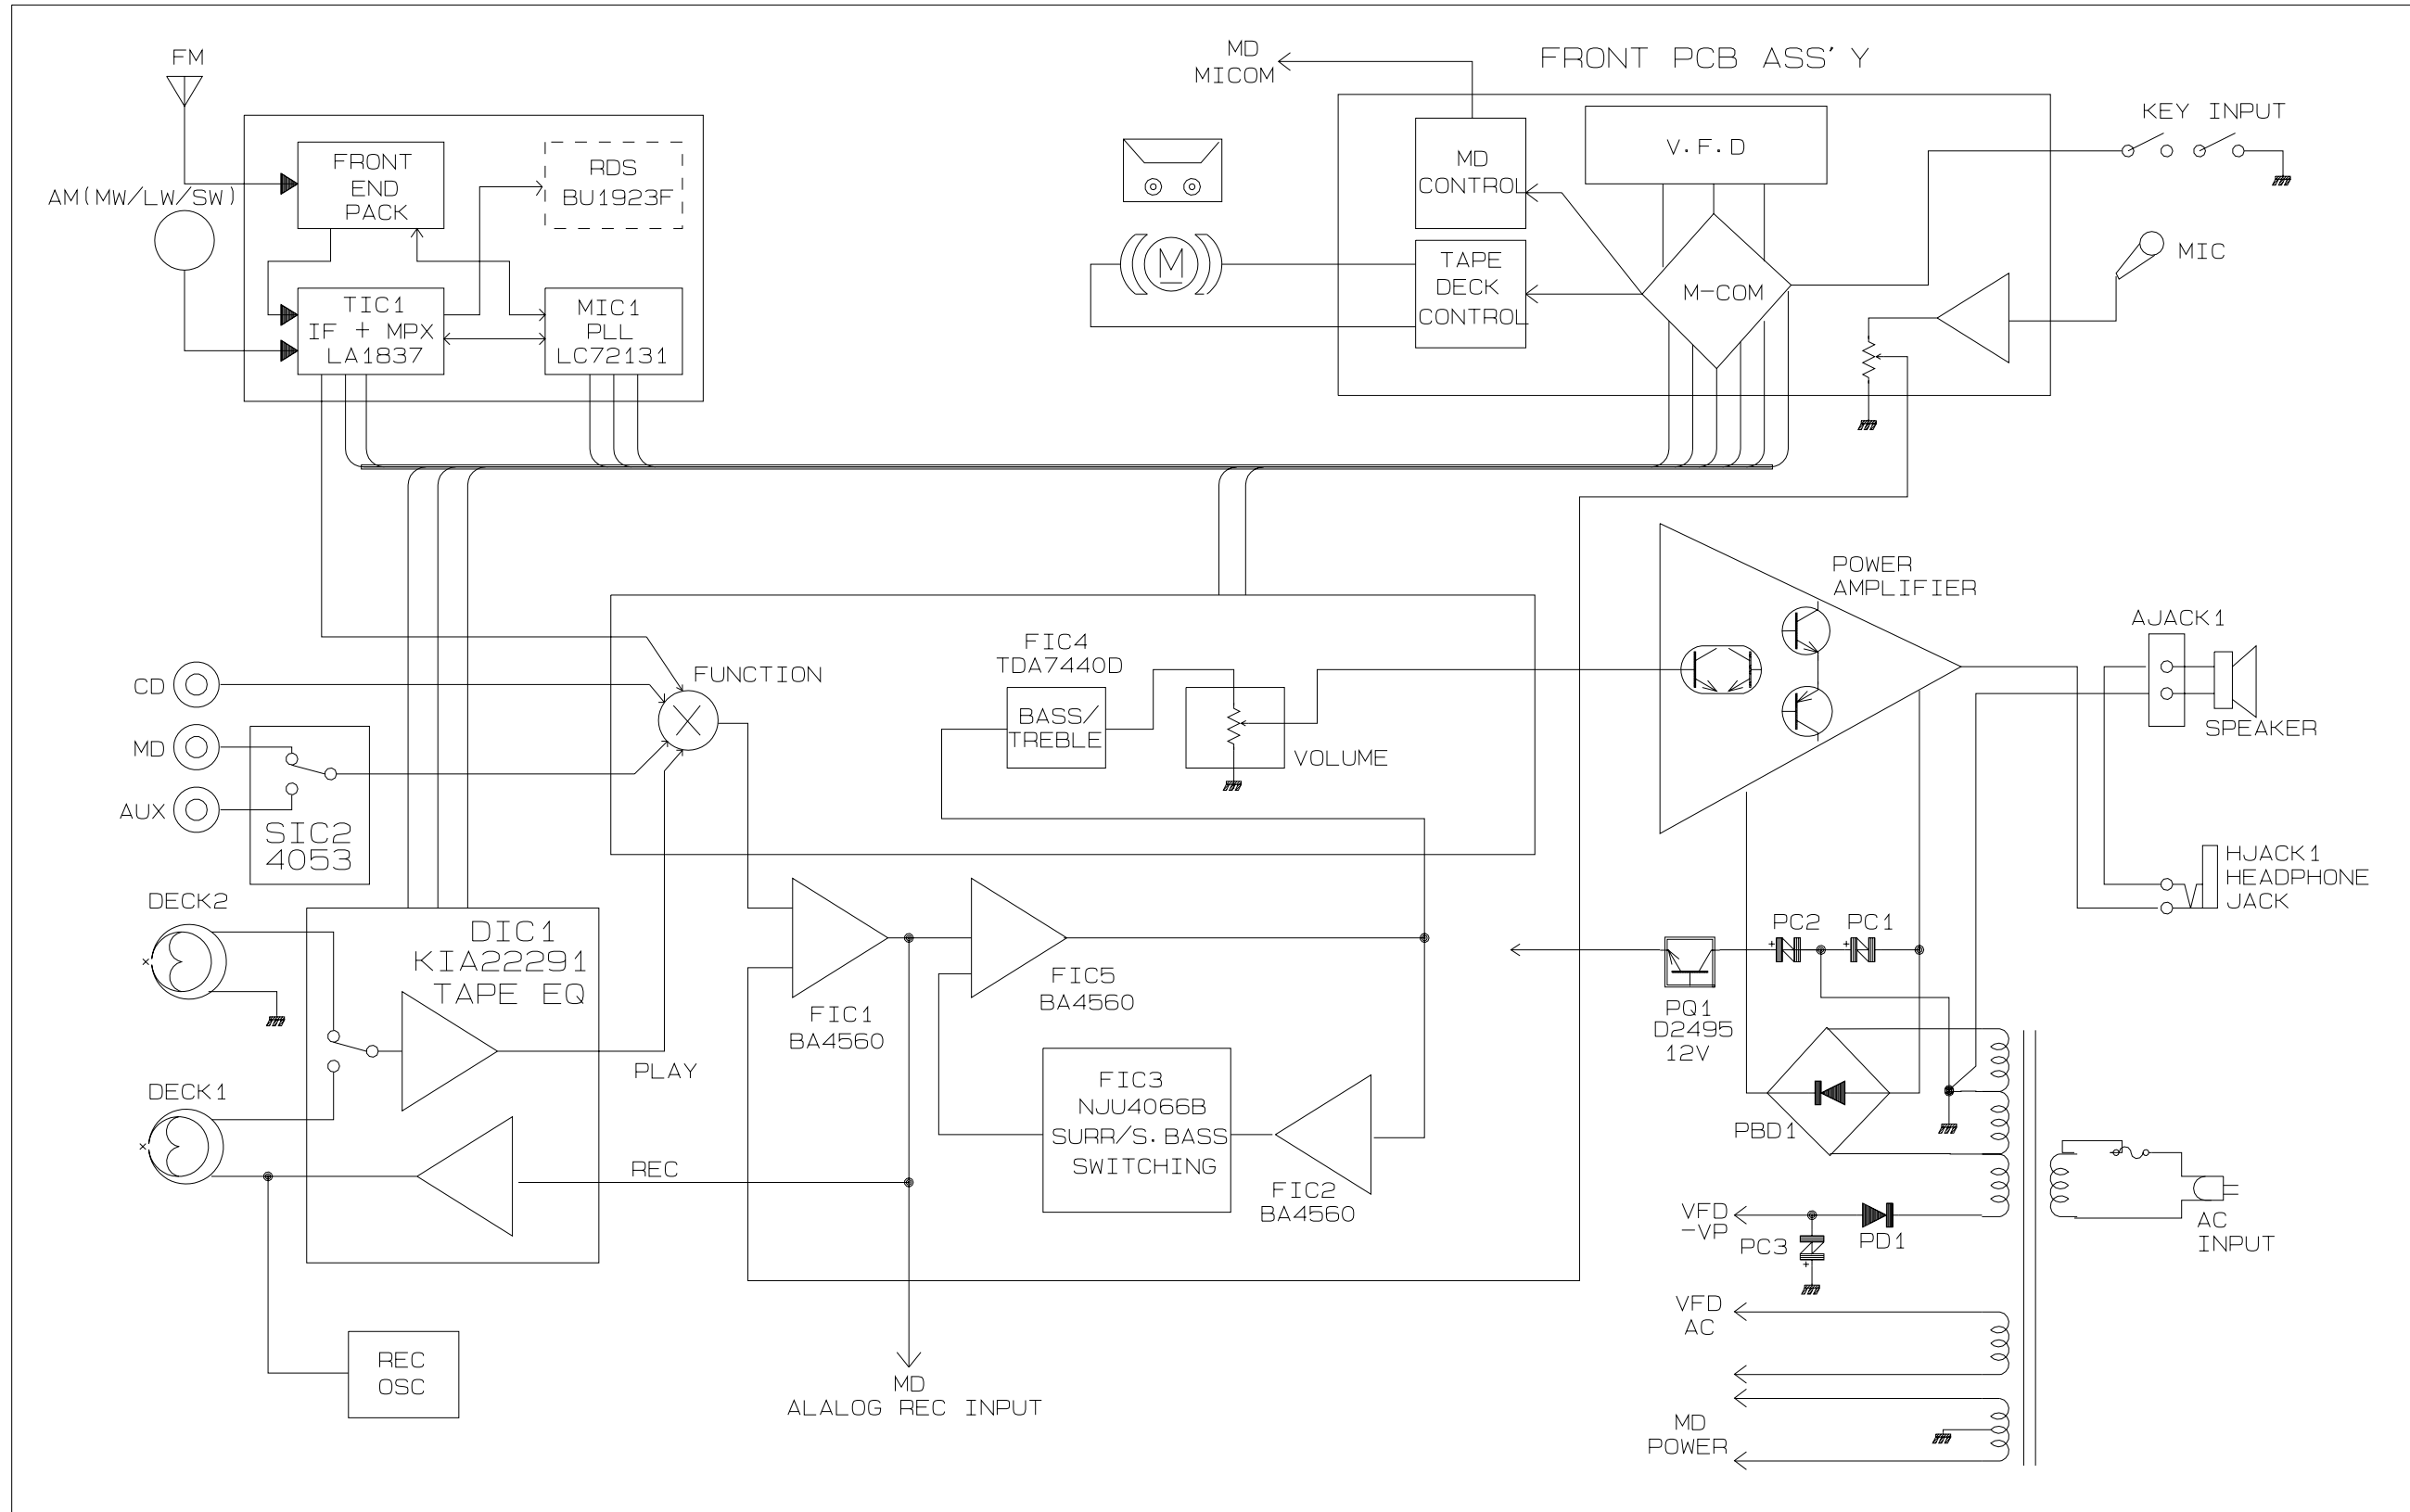 FM
AM(MW/LW/SW)
FRONT
END
PACK
RDS
BU1923F
TIC1
IF + MPX
LA1837
MIC1
PLL
LC72131
MD
MICOM
FRONT PCB ASS'Y
M
MD
CONTROL
V.F.D
TAPE
DECK
CONTROL
M-COM
KEY INPUT
MIC
CD
MD
AUX
SIC2
4053
FUNCTION
FIC4
TDA7440D
BASS/
TREBLE
VOLUME
POWER
AMPLIFIER
AJACK1
SPEAKER
HJACK1
HEADPHONE
JACK
DECK2
DECK1
DIC1
KIA22291
TAPE EQ
PLAY
REC
FIC1
BA4560
FIC5
BA4560
FIC3
NJU4066B
SURR/S.BASS
SWITCHING
FIC2
BA4560
PC2
PC1
PQ1
D2495
12V
PBD1
VFD
-VP
PC3
PD1
AC
INPUT
VFD
AC
MD
POWER
REC
OSC
MD
ALALOG REC INPUT